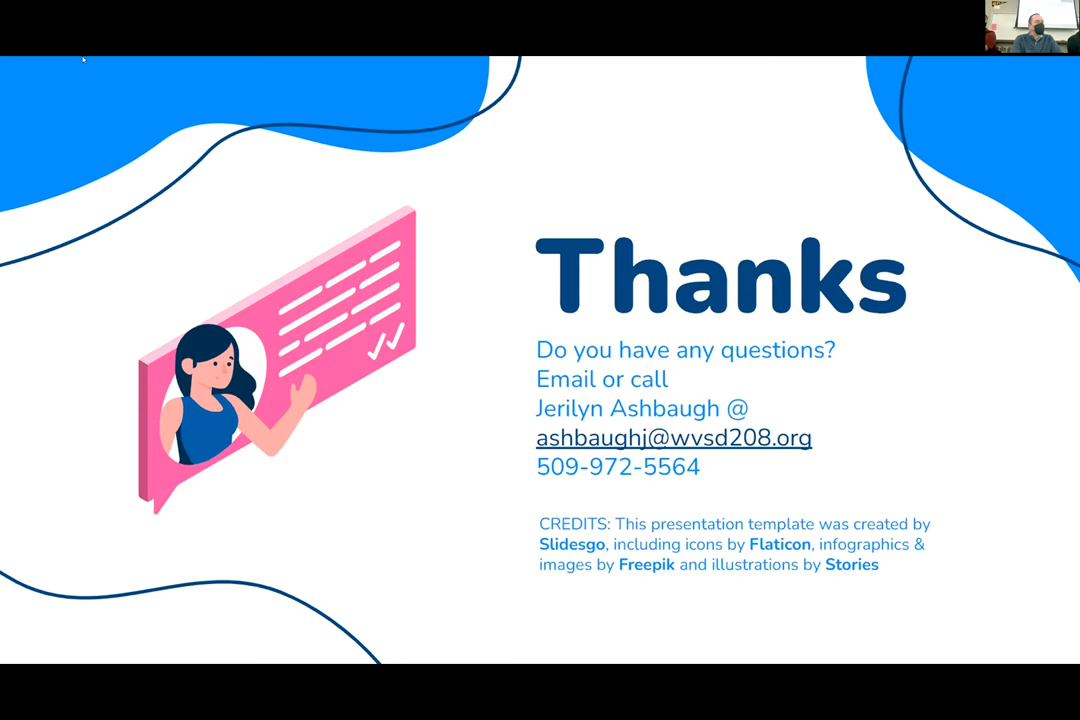 Thanks
Do you have any questions?
Email or call
Jerilyn Ashbaugh @
ashbaughj@wvsd208.org
509-972-5564
CREDITS: This presentation template was created by
Slidesgo, including icons by Flaticon, infographics &
images by Freepik and illustrations by Stories